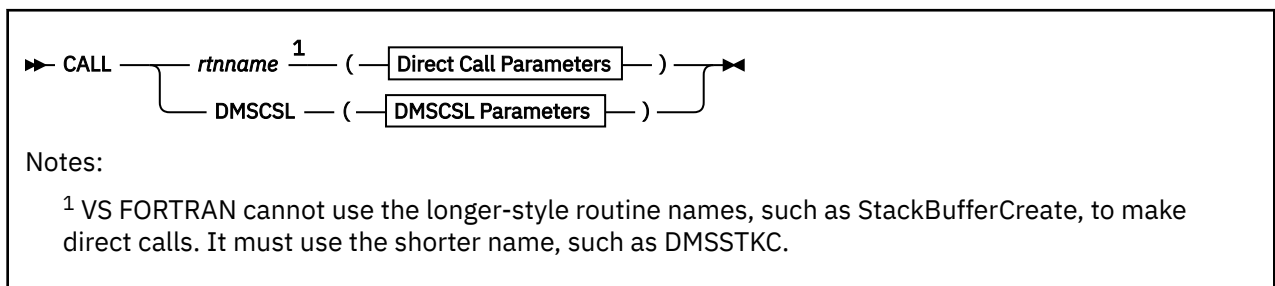 CALL rtnname 1 ( Direct Call Parameters )
DMSCSL ( DMSCSL Parameters )
Notes:
1 VS FORTRAN cannot use the longer-style routine names, such as StackBufferCreate, to make
direct calls. It must use the shorter name, such as DMSSTKC.